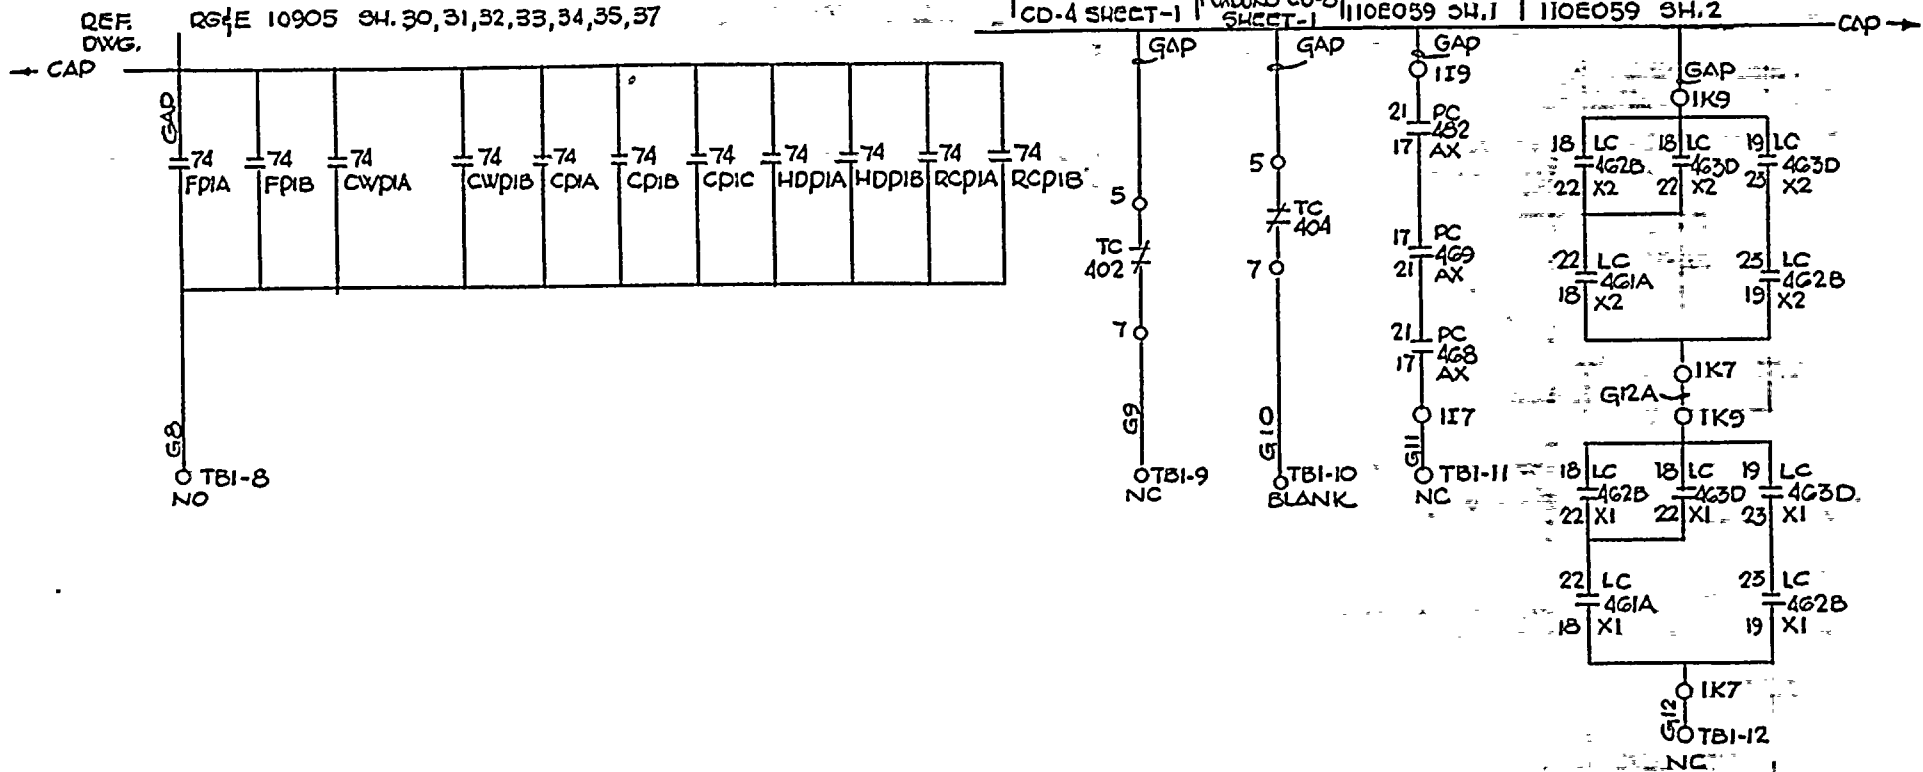 REF. DWG.
RG&E 10905 SH. 30,31,32,33,34,35,37
CD-4 SHEET-1
SHEET-1
110E059 SH.1
110E059 SH.2
CAP
CAP
GAP
74 FP1A
74 FP1B
74 CWP1A
74 CWP1B
74 CP1A
74 CP1B
74 CP1C
74 HDP1A
74 HDP1B
74 RCP1A
74 RCP1B
G8
TB1-8
NO
GAP
5
TC 402
7
G9
TB1-9
NC
GAP
5
TC 404
7
G10
TB1-10
BLANK
GAP
1I9
21 PC 482
17 AX
17 PC 469
21 AX
21 PC 468
17 AX
1I7
G11
TB1-11
NC
GAP
1K9
18 LC 462B
22 X2
18 LC 463D
22 X2
19 LC 463D
23 X2
22 LC 461A
18 X2
23 LC 462B
19 X2
1K7
G12A
1K9
18 LC 462B
22 X1
18 LC 463D
22 X1
19 LC 463D
23 X1
22 LC 461A
18 X1
23 LC 462B
19 X1
1K7
G12
TB1-12
NC